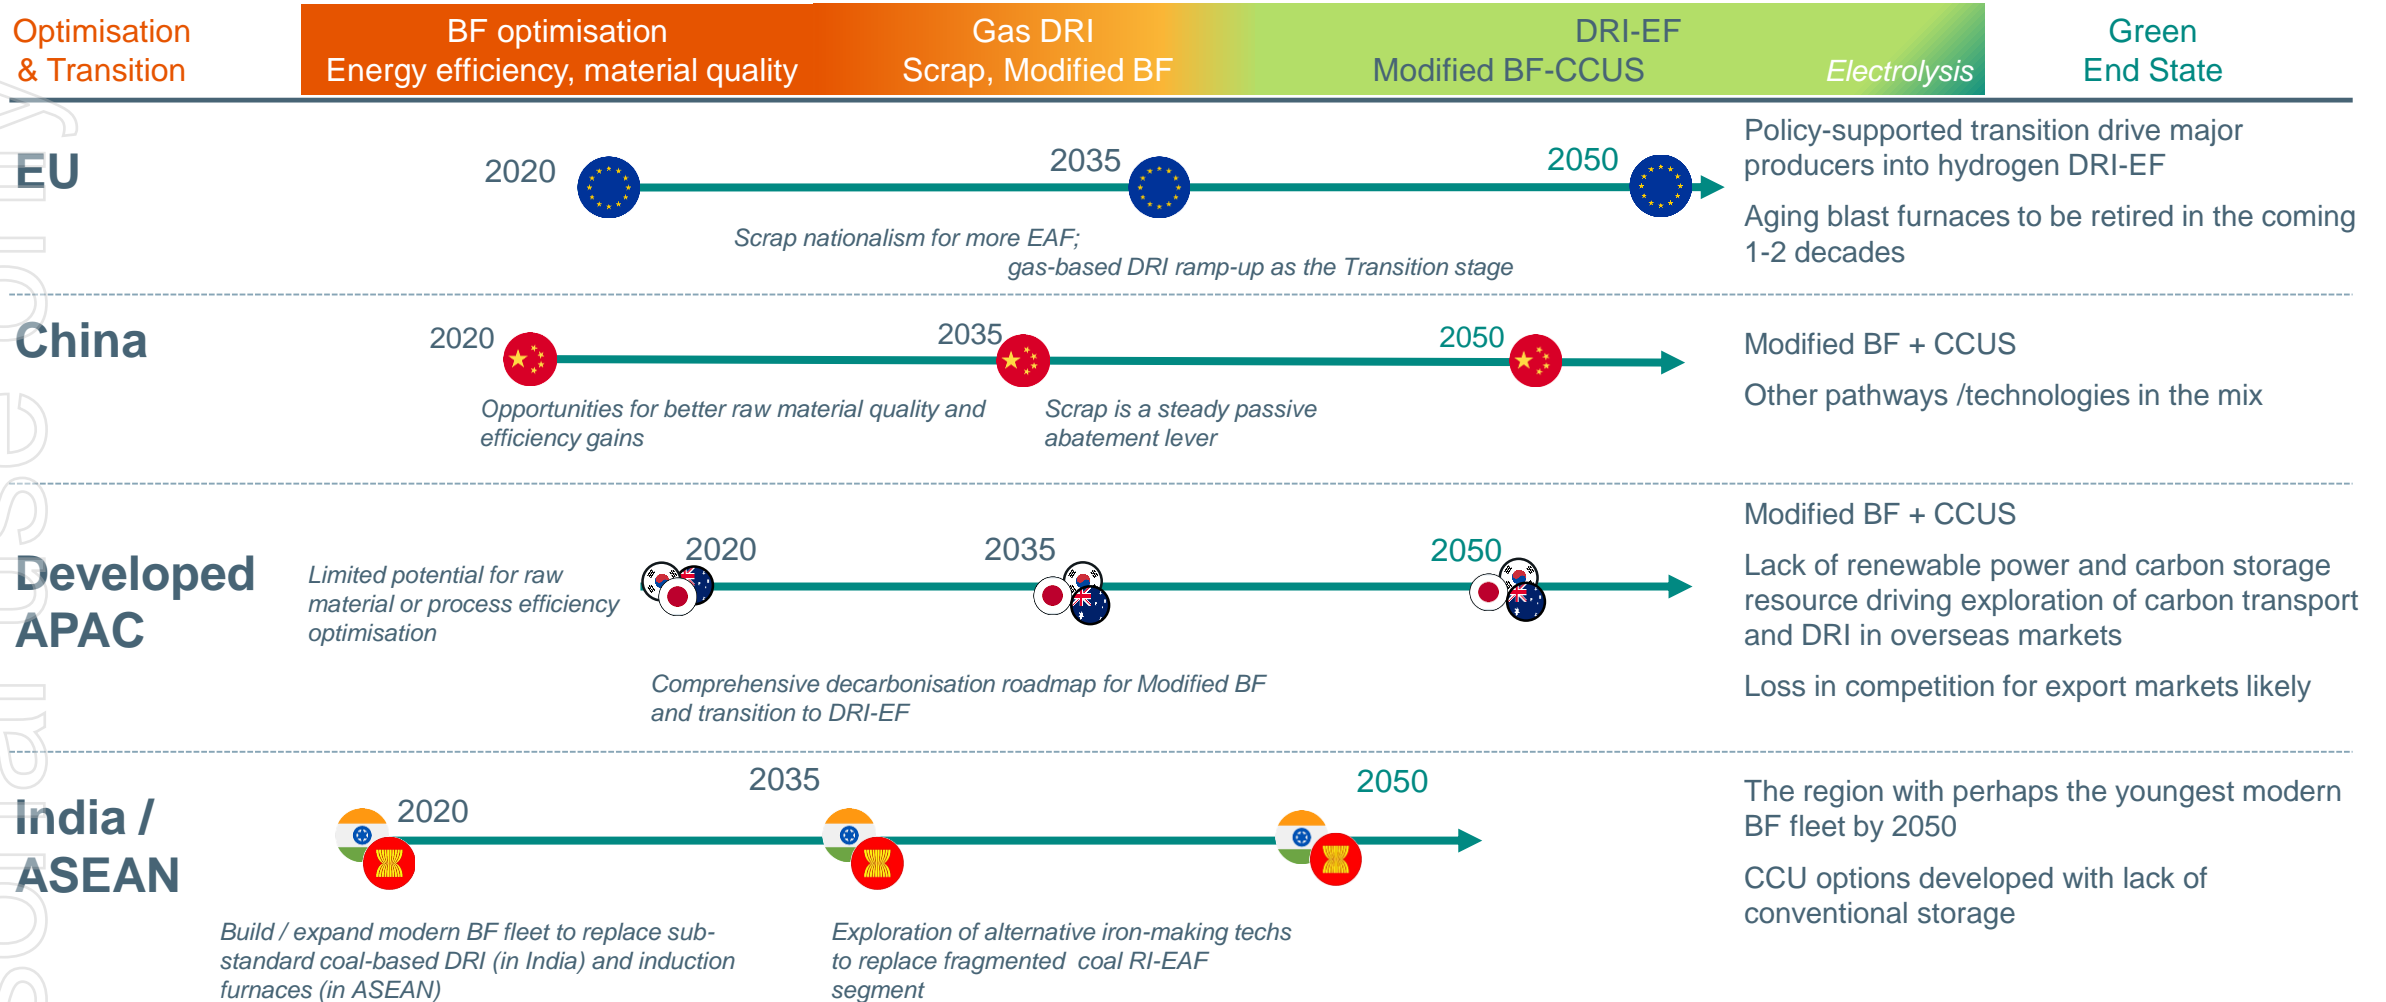 Optimisation
& Transition
BF optimisation
Energy efficiency, material quality
Gas DRI
Scrap, Modified BF
DRI-EF
Modified BF-CCUS
Electrolysis
Green
End State
EU
2020
2035
2050
Scrap nationalism for more EAF;
gas-based DRI ramp-up as the Transition stage
Policy-supported transition drive major
producers into hydrogen DRI-EF
Aging blast furnaces to be retired in the coming
1-2 decades
China
2020
2035
2050
Opportunities for better raw material quality and
efficiency gains
Scrap is a steady passive
abatement lever
Modified BF + CCUS
Other pathways /technologies in the mix
Developed
APAC
Limited potential for raw
material or process efficiency
optimisation
2020
2035
2050
Comprehensive decarbonisation roadmap for Modified BF
and transition to DRI-EF
Modified BF + CCUS
Lack of renewable power and carbon storage
resource driving exploration of carbon transport
and DRI in overseas markets
Loss in competition for export markets likely
India /
ASEAN
2020
2035
2050
Build / expand modern BF fleet to replace sub-
standard coal-based DRI (in India) and induction
furnaces (in ASEAN)
Exploration of alternative iron-making techs
to replace fragmented coal RI-EAF
segment
The region with perhaps the youngest modern
BF fleet by 2050
CCU options developed with lack of
conventional storage